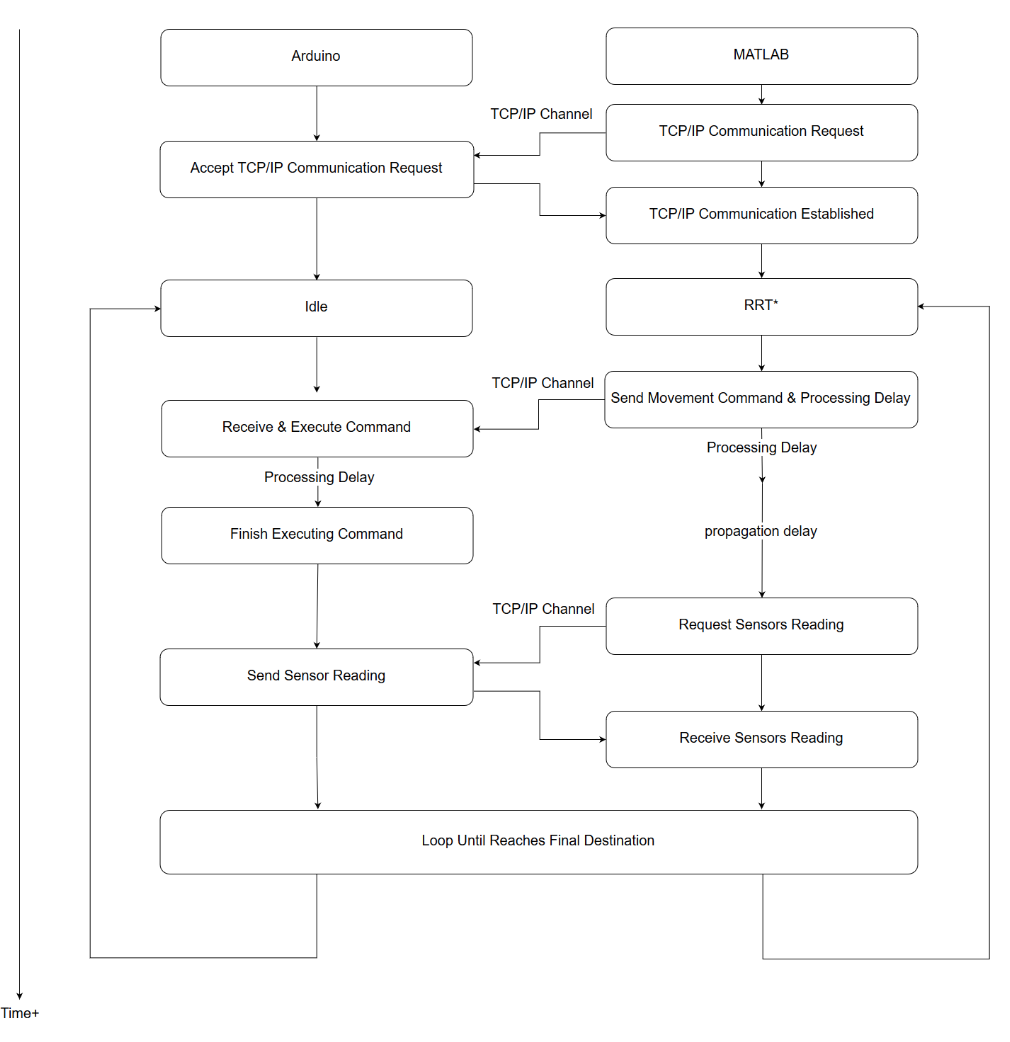 Arduino
MATLAB
TCP/IP Channel
TCP/IP Communication Request
Accept TCP/IP Communication Request
TCP/IP Communication Established
Idle
RRT*
TCP/IP Channel
Send Movement Command & Processing Delay
Receive & Execute Command
Processing Delay
Processing Delay
Finish Executing Command
propagation delay
TCP/IP Channel
Request Sensors Reading
Send Sensor Reading
Receive Sensors Reading
Loop Until Reaches Final Destination
Time+